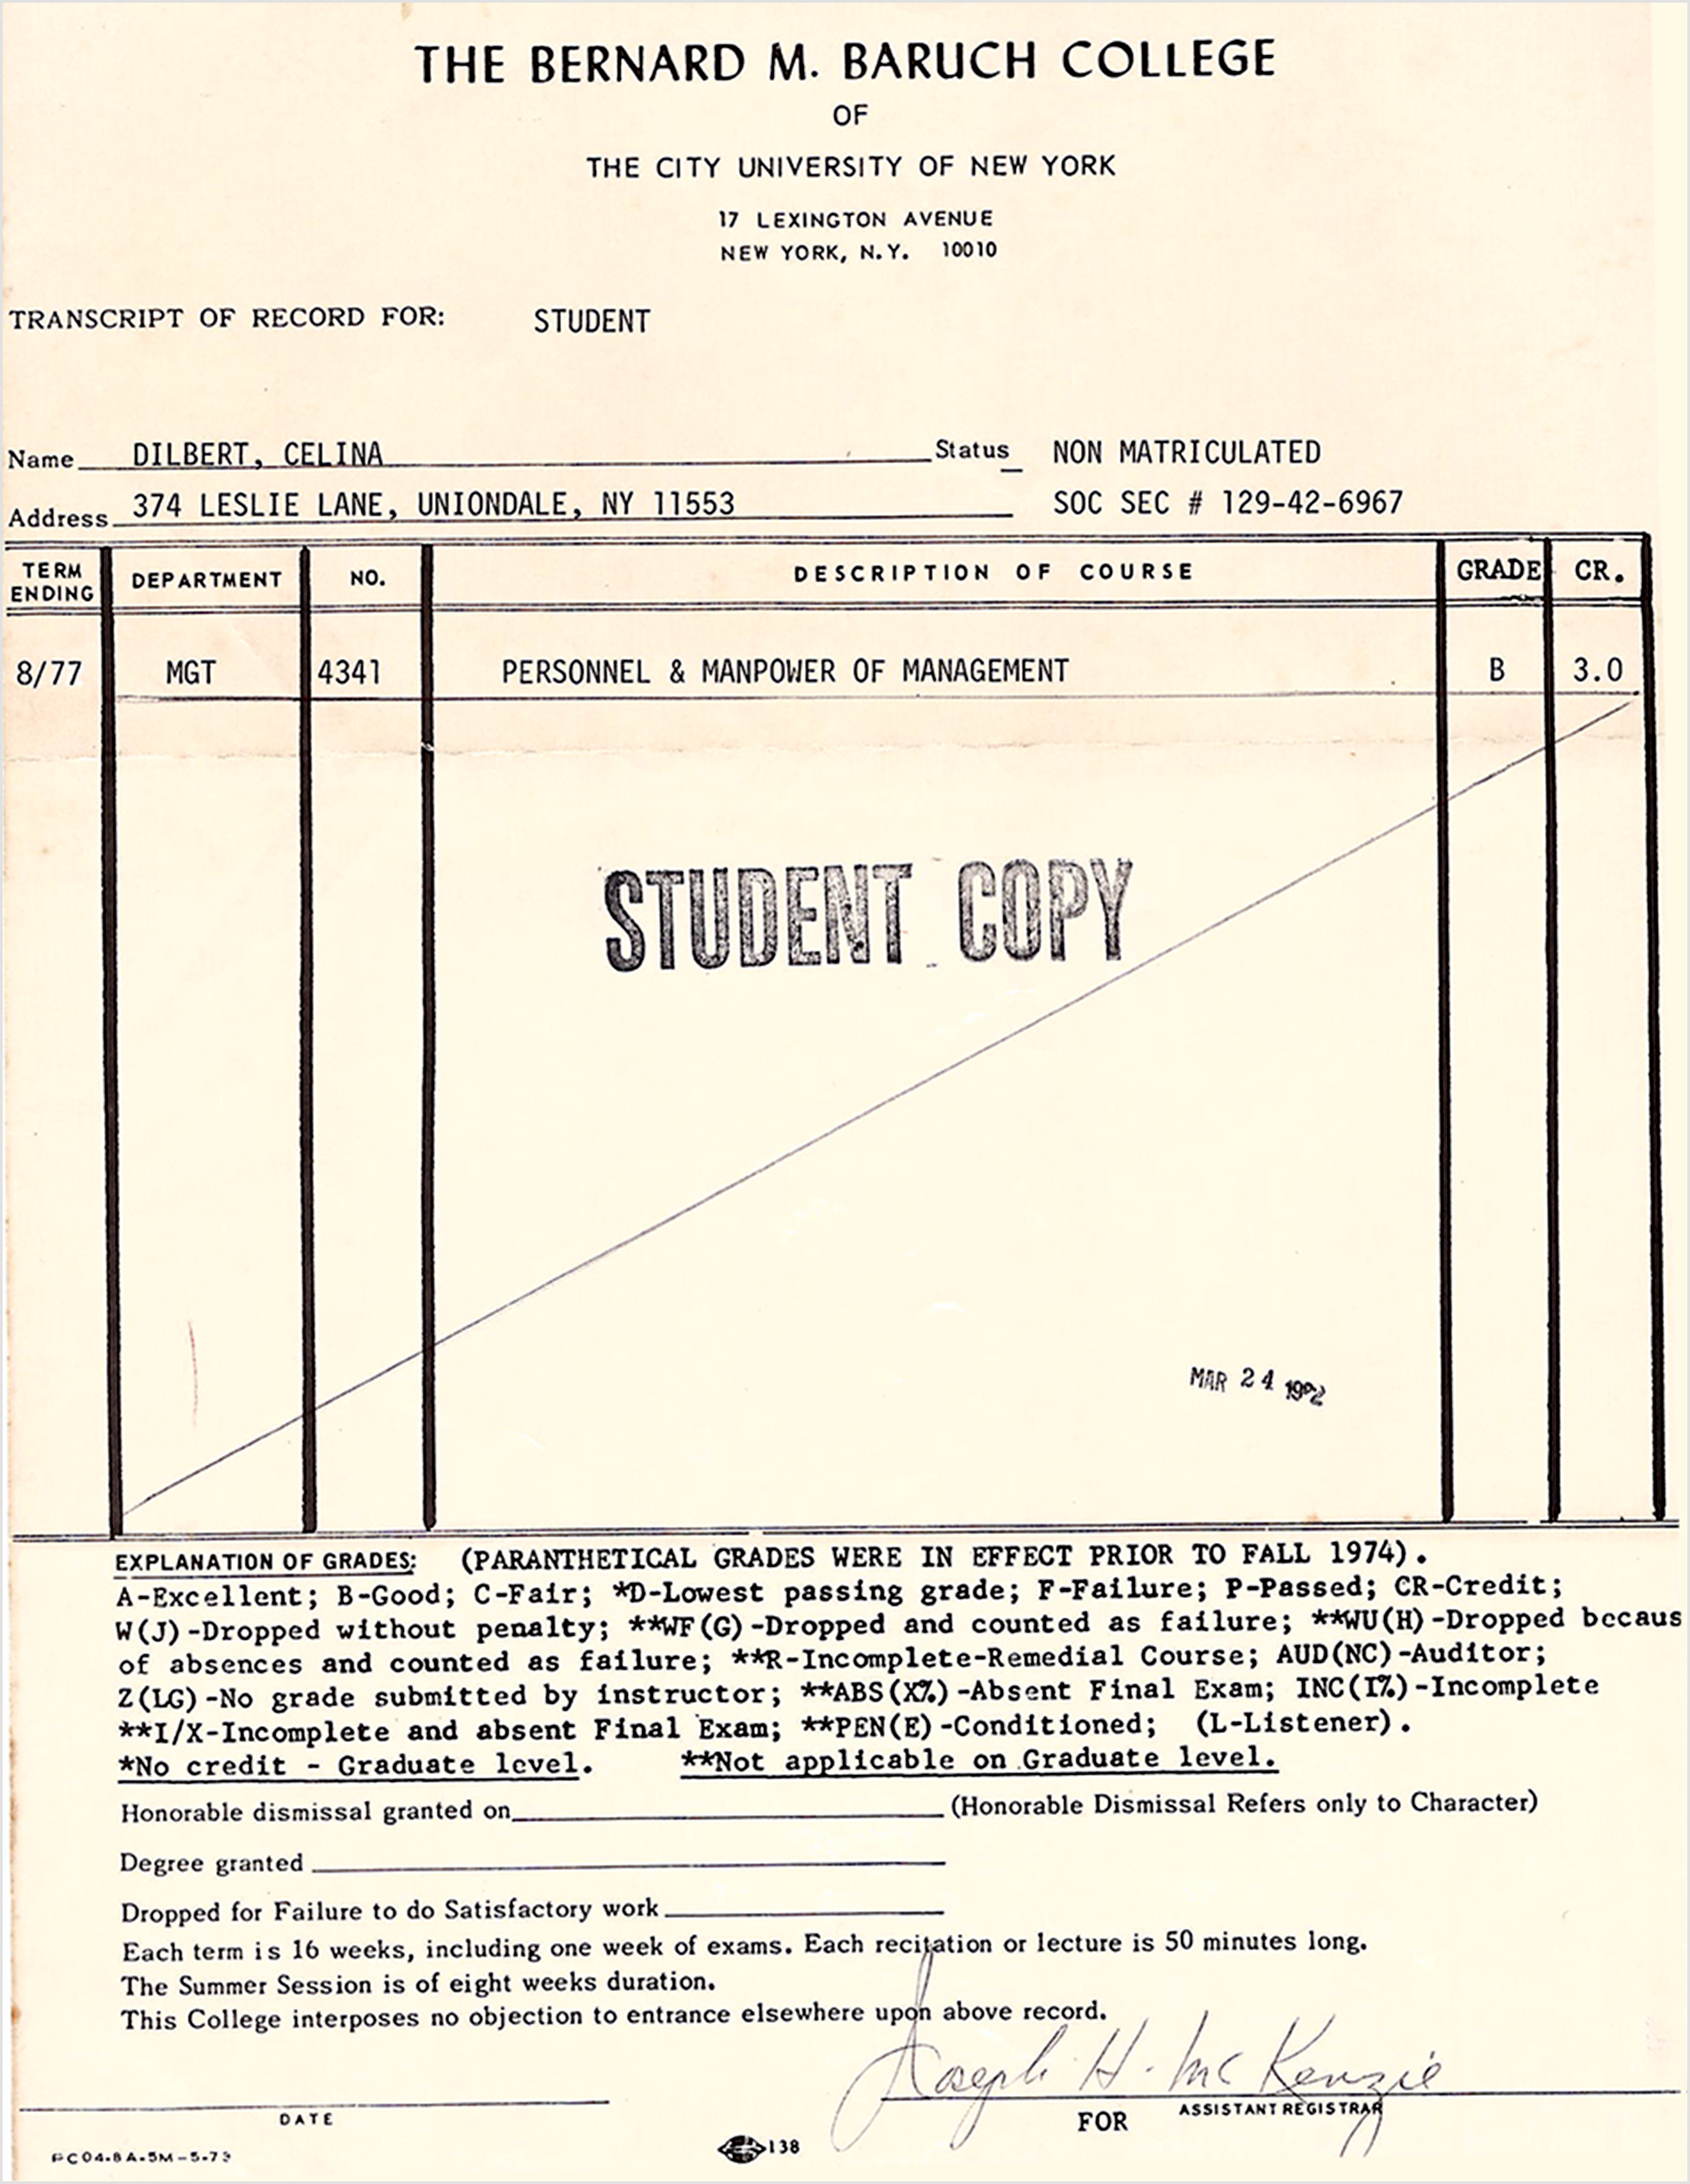 THE BERNARD M. BARUCH COLLEGE
OF
THE CITY UNIVERSITY OF NEW YORK
17 LEXINGTON AVENUE
NEW YORK, N.Y. 10010
TRANSCRIPT OF RECORD FOR: STUDENT
Name DILBERT, CELINA Status NON MATRICULATED
Address 374 LESLIE LANE, UNIONDALE, NY 11553 SOC SEC # 129-42-6967
TERM ENDING DEPARTMENT NO. DESCRIPTION OF COURSE GRADE CR.
8/77 MGT 4341 PERSONNEL & MANPOWER OF MANAGEMENT B 3.0
STUDENT COPY
MAR 24
EXPLANATION OF GRADES: (PARANTHETICAL GRADES WERE IN EFFECT PRIOR TO FALL 1974).
A-Excellent; B-Good; C-Fair; *D-Lowest passing grade; F-Failure; P-Passed; CR-Credit;
W(J)-Dropped without penalty; **WF(G)-Dropped and counted as failure; **WU(H)-Dropped becaus
of absences and counted as failure; **R-Incomplete-Remedial Course; AUD(NC)-Auditor;
Z(LG)-No grade submitted by instructor; **ABS(X%)-Absent Final Exam; INC(I%)-Incomplete
**I/X-Incomplete and absent Final Exam; **PEN(E)-Conditioned; (L-Listener).
*No credit - Graduate level. **Not applicable on Graduate level.
Honorable dismissal granted on (Honorable Dismissal Refers only to Character)
Degree granted
Dropped for Failure to do Satisfactory work
Each term is 16 weeks, including one week of exams. Each recitation or lecture is 50 minutes long.
The Summer Session is of eight weeks duration.
This College interposes no objection to entrance elsewhere upon above record.
Joseph H. McKenzie
DATE FOR ASSISTANT REGISTRAR
PC04-8A-5M-5-73 138